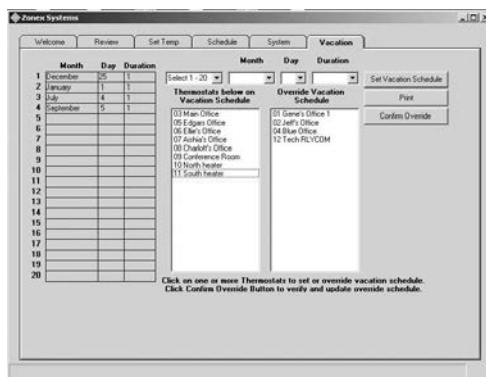 Zonex Systems
Welcome Review Set Temp Schedule System Vacation
Month Day Duration
1 December 25 1
2 January 1 1
3 July 4 1
4 September 5 1
5
6
7
8
9
10
11
12
13
14
15
16
17
18
19
20
Month Day Duration
Select 1 - 20
Set Vacation Schedule
Print
Confirm Override
Thermostats below on
Vacation Schedule
03 Main Office
05 Edgars Office
06 Ellie's Office
07 Aichia's Office
08 Charlott's Office
09 Conference Room
10 North heater
11 South heater
Override Vacation
Schedule
01 Gene's Office 1
02 Jeff's Office
04 Blue Office
12 Tech RLYCOM
Click on one or more Thermostats to set or override vacation schedule.
Click Confirm Override Button to verify and update override schedule.